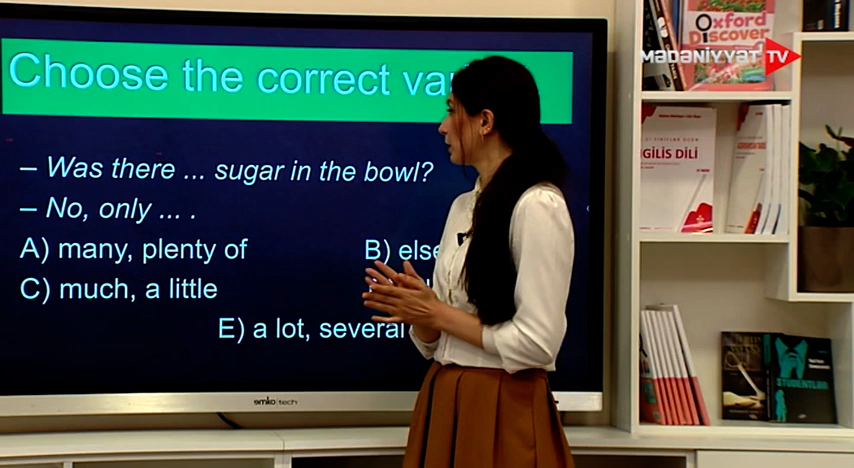 Choose the correct va
– Was there ... sugar in the bowl?
– No, only ... .
A) many, plenty of B) else
C) much, a little
E) a lot, several
emko tech
Oxford
Discover
MƏDƏNİYYƏT TV
NGİLİS DİLİ
STUDENTLƏR